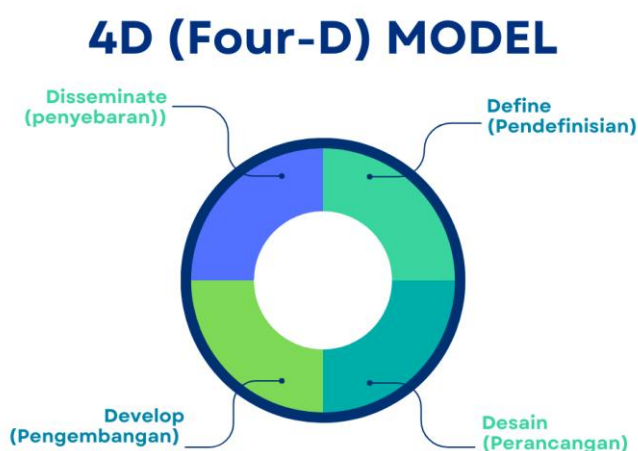 4D (Four-D) MODEL
Disseminate
(penyebaran))
Define
(Pendefinisian)
Develop
(Pengembangan)
Desain
(Perancangan)